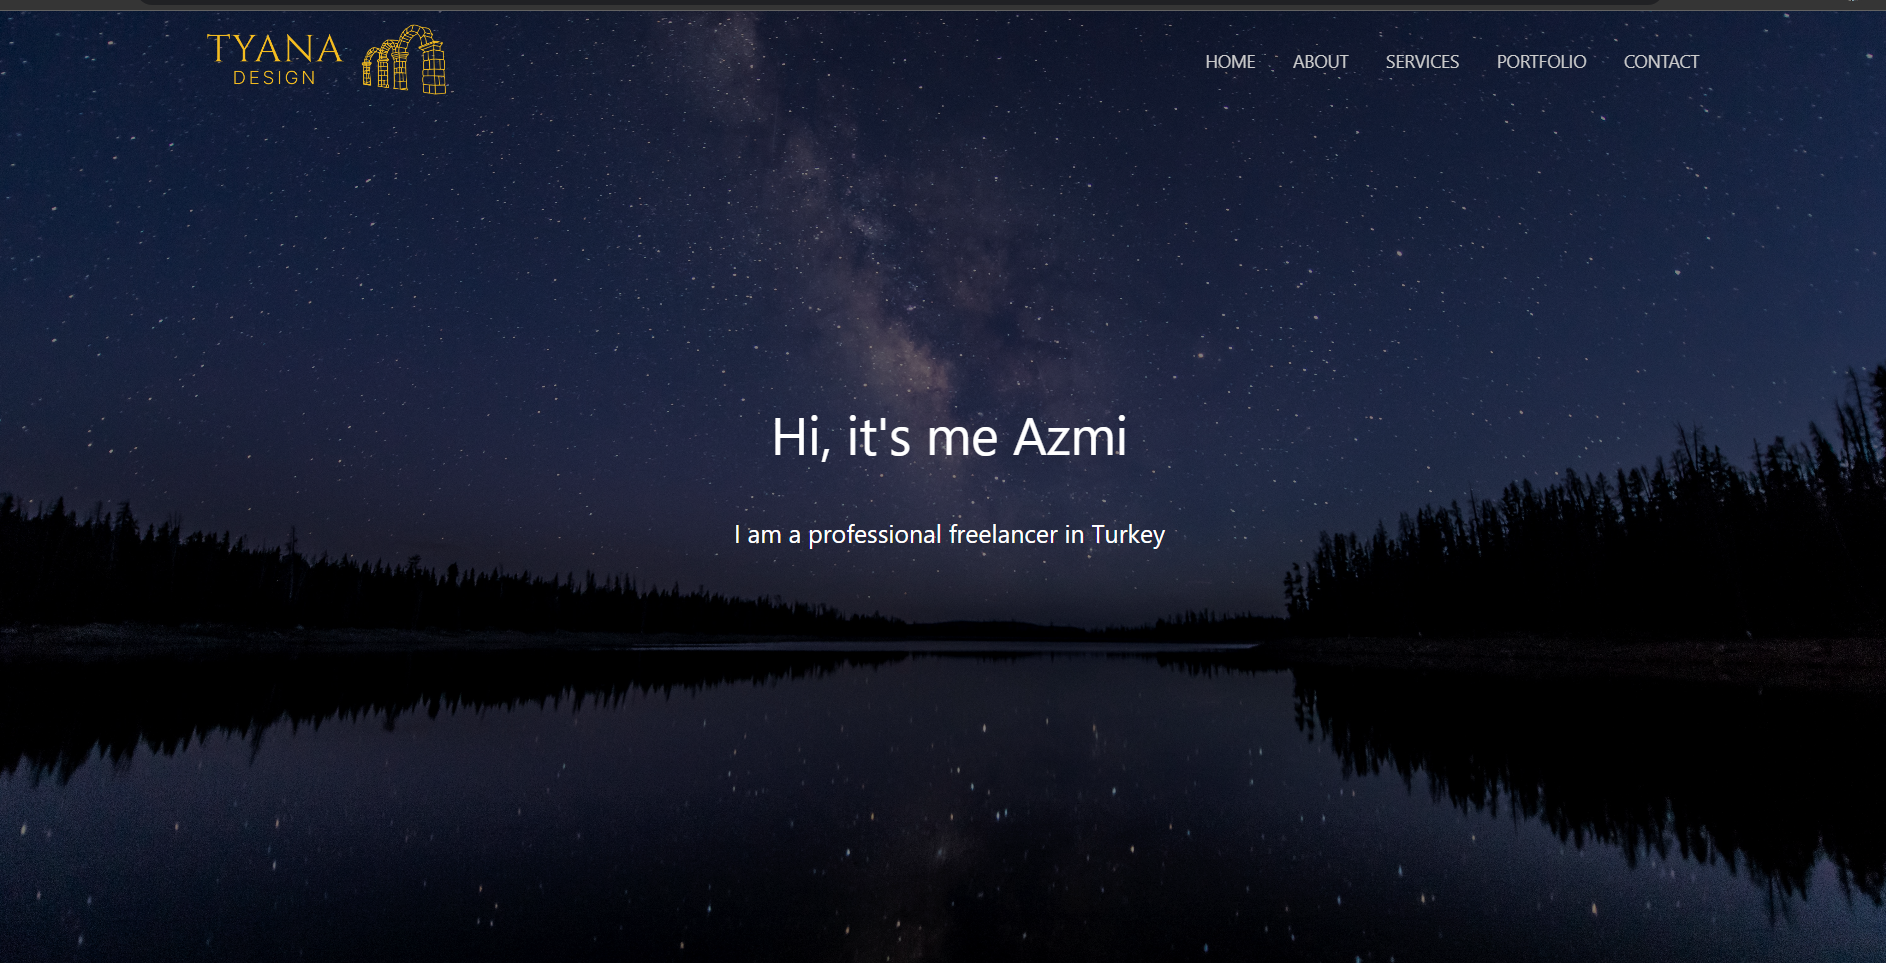 TYANA
DESIGN
HOME ABOUT SERVICES PORTFOLIO CONTACT
Hi, it's me Azmi
I am a professional freelancer in Turkey